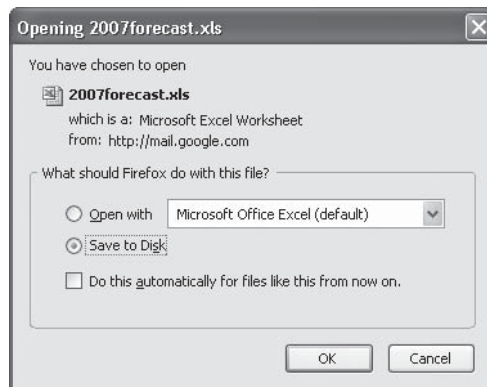 Opening 2007forecast.xls
You have chosen to open
2007forecast.xls
which is a: Microsoft Excel Worksheet
from: http://mail.google.com
What should Firefox do with this file?
Open with Microsoft Office Excel (default)
Save to Disk
Do this automatically for files like this from now on.
OK Cancel